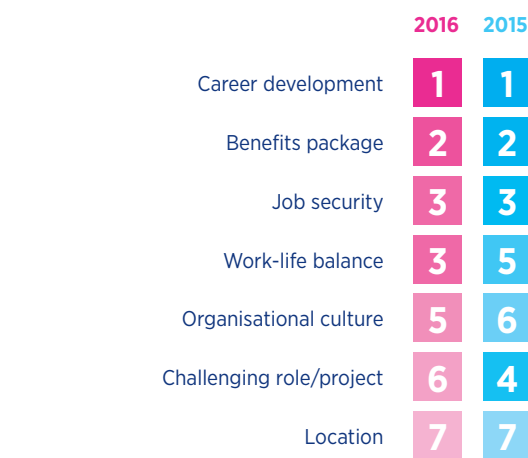 2016 2015
Career development 1 1
Benefits package 2 2
Job security 3 3
Work-life balance 3 5
Organisational culture 5 6
Challenging role/project 6 4
Location 7 7